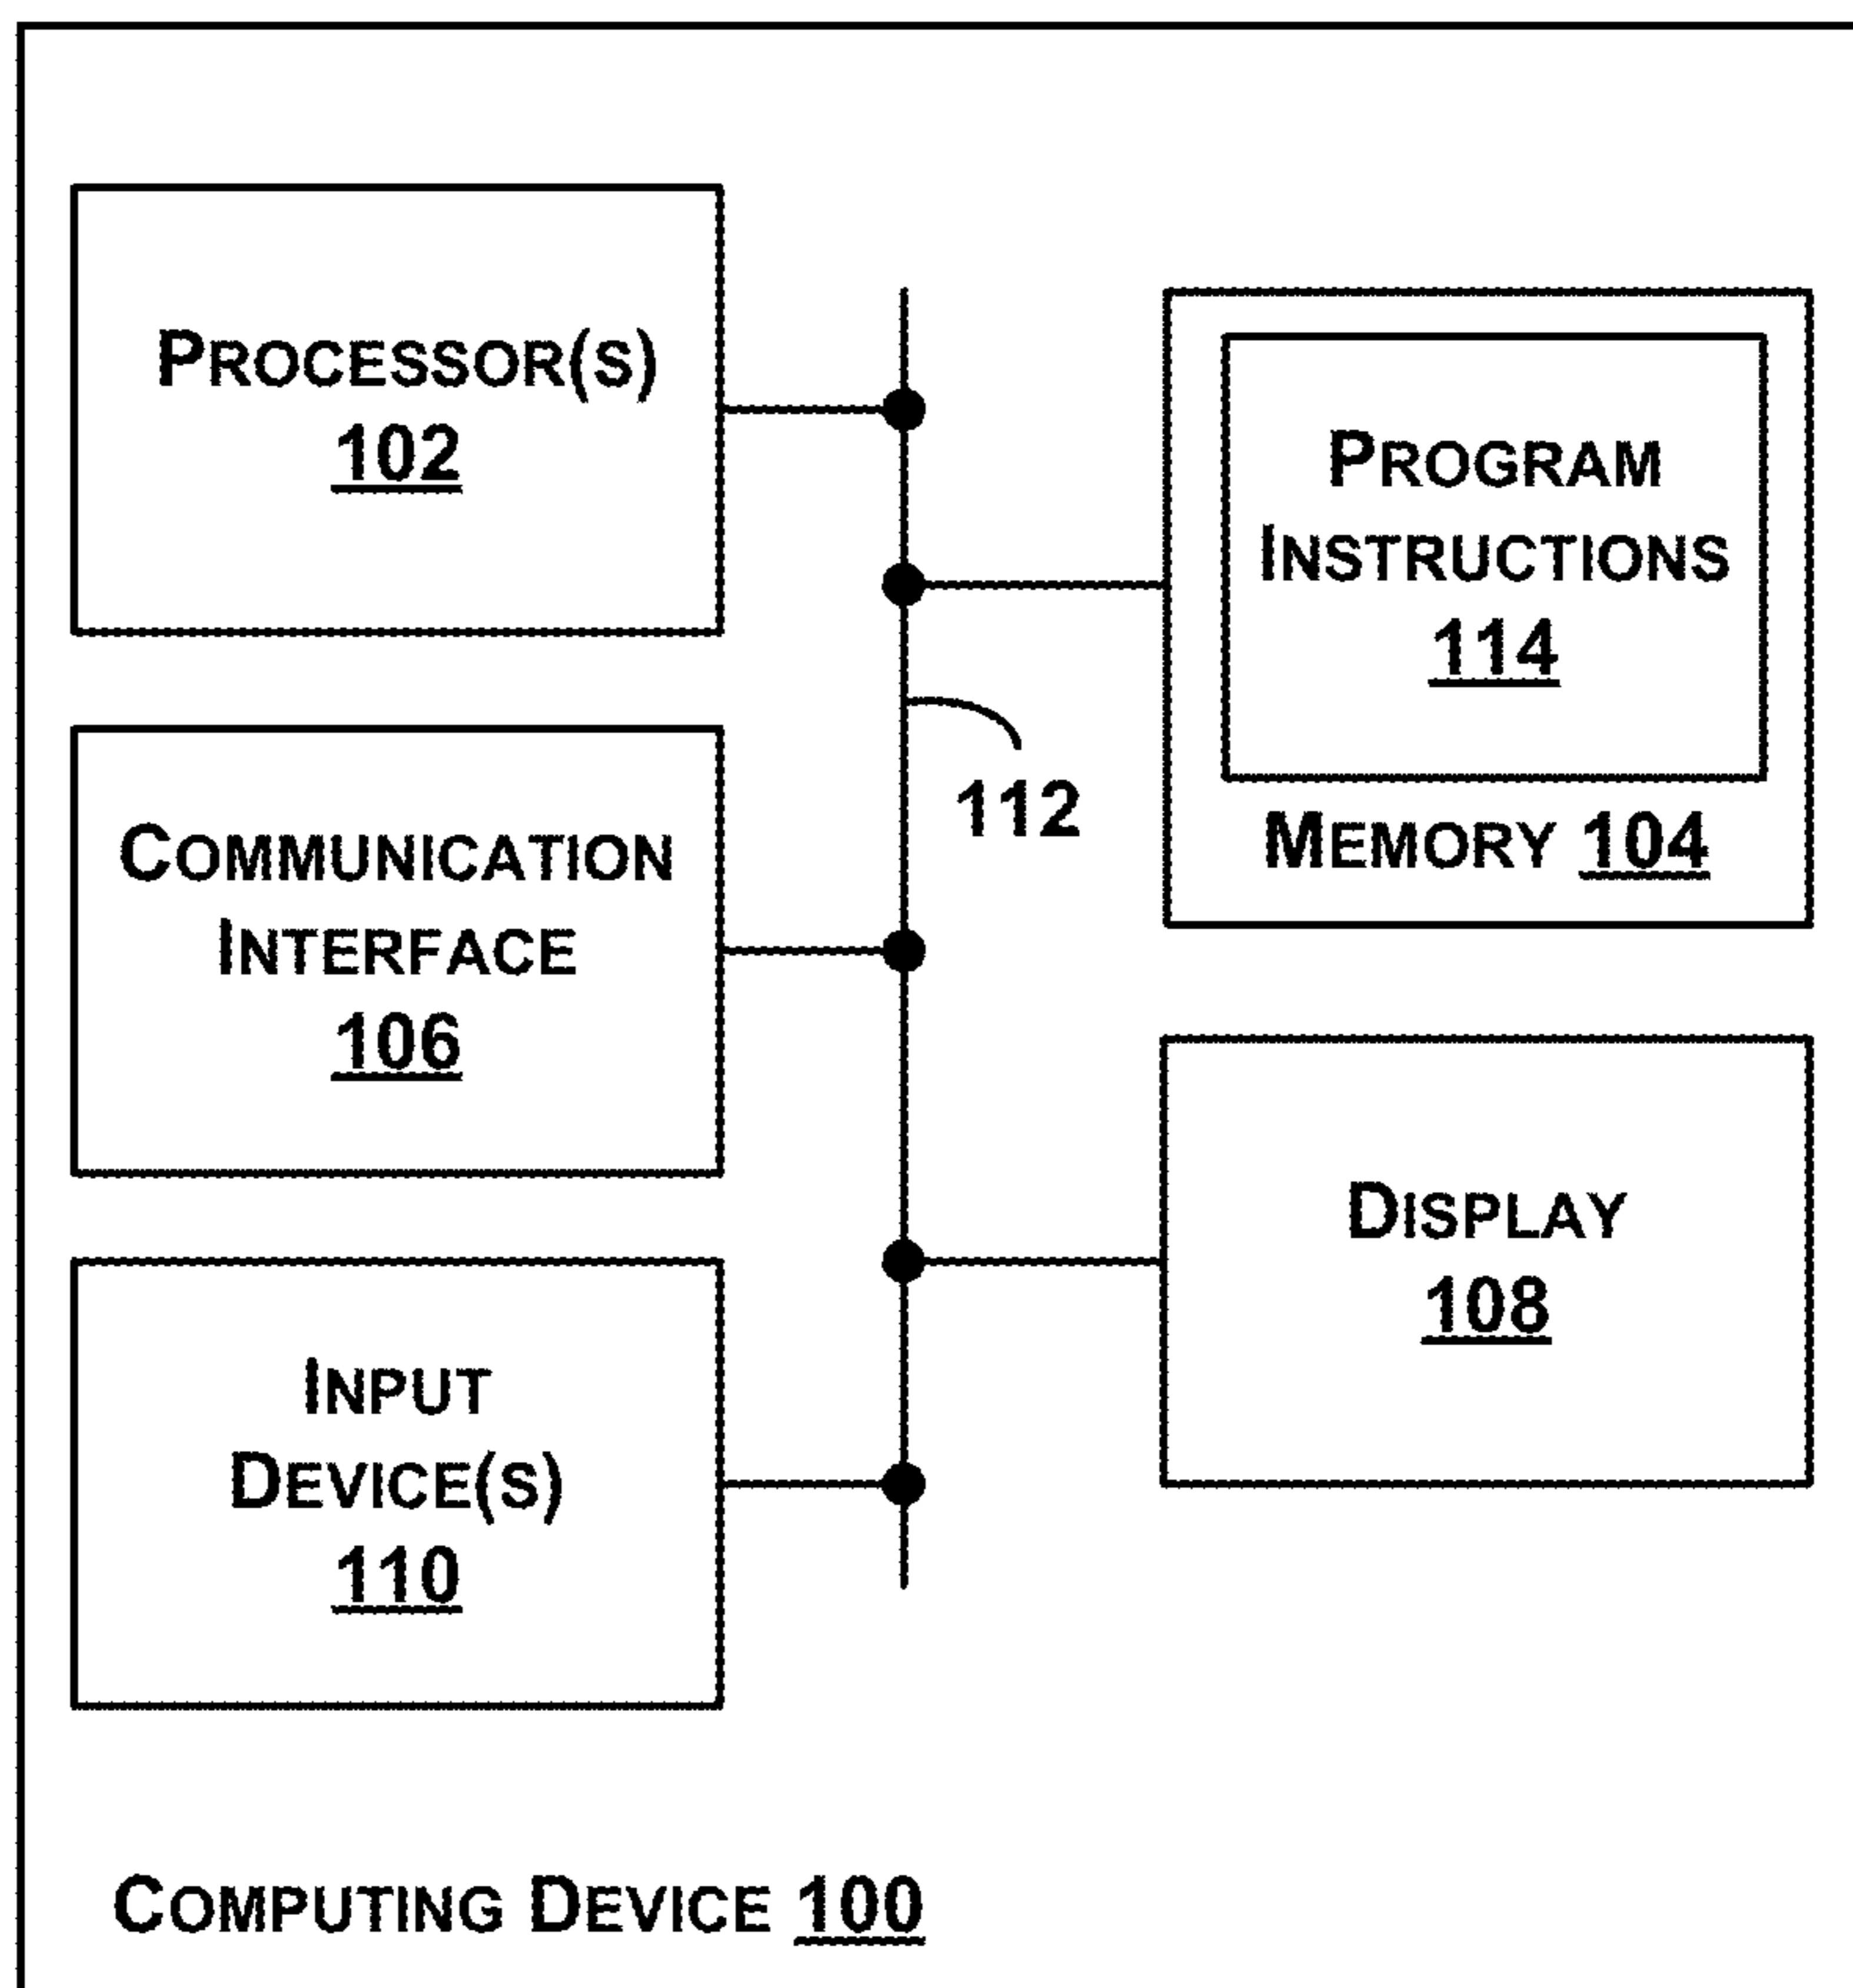 PROCESSOR(S)
102
PROGRAM
INSTRUCTIONS
114
112
MEMORY 104
COMMUNICATION
INTERFACE
106
DISPLAY
108
INPUT
DEVICE(S)
110
COMPUTING DEVICE 100